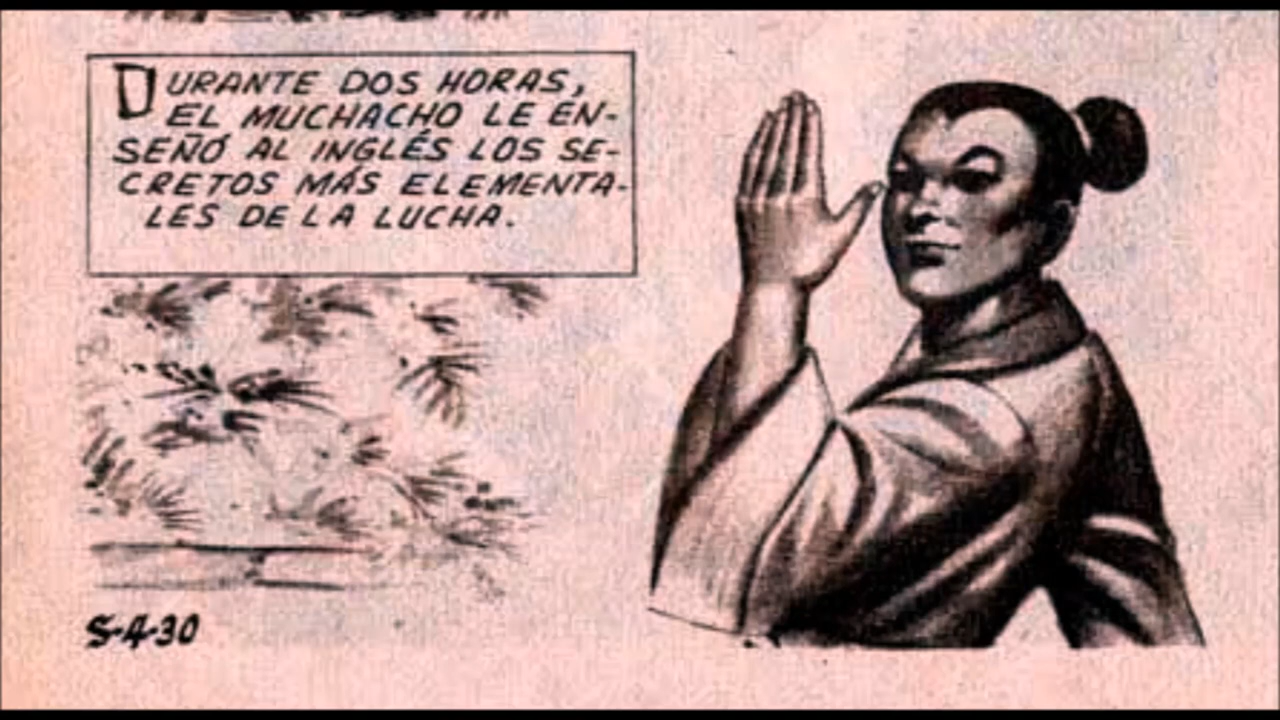 DURANTE DOS HORAS,
EL MUCHACHO LE EN-
SEÑÓ AL INGLÉS LOS SE-
CRETOS MÁS ELEMENTA-
LES DE LA LUCHA.
S-4-30